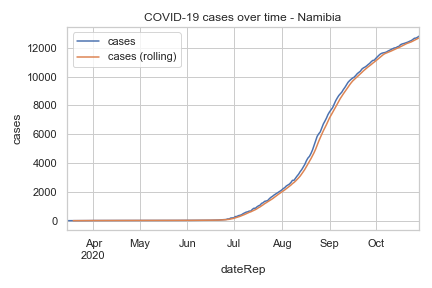 COVID-19 cases over time - Namibia
cases
cases (rolling)
12000
10000
8000
6000
4000
2000
0
cases
Apr
2020
May
Jun
Jul
Aug
Sep
Oct
dateRep